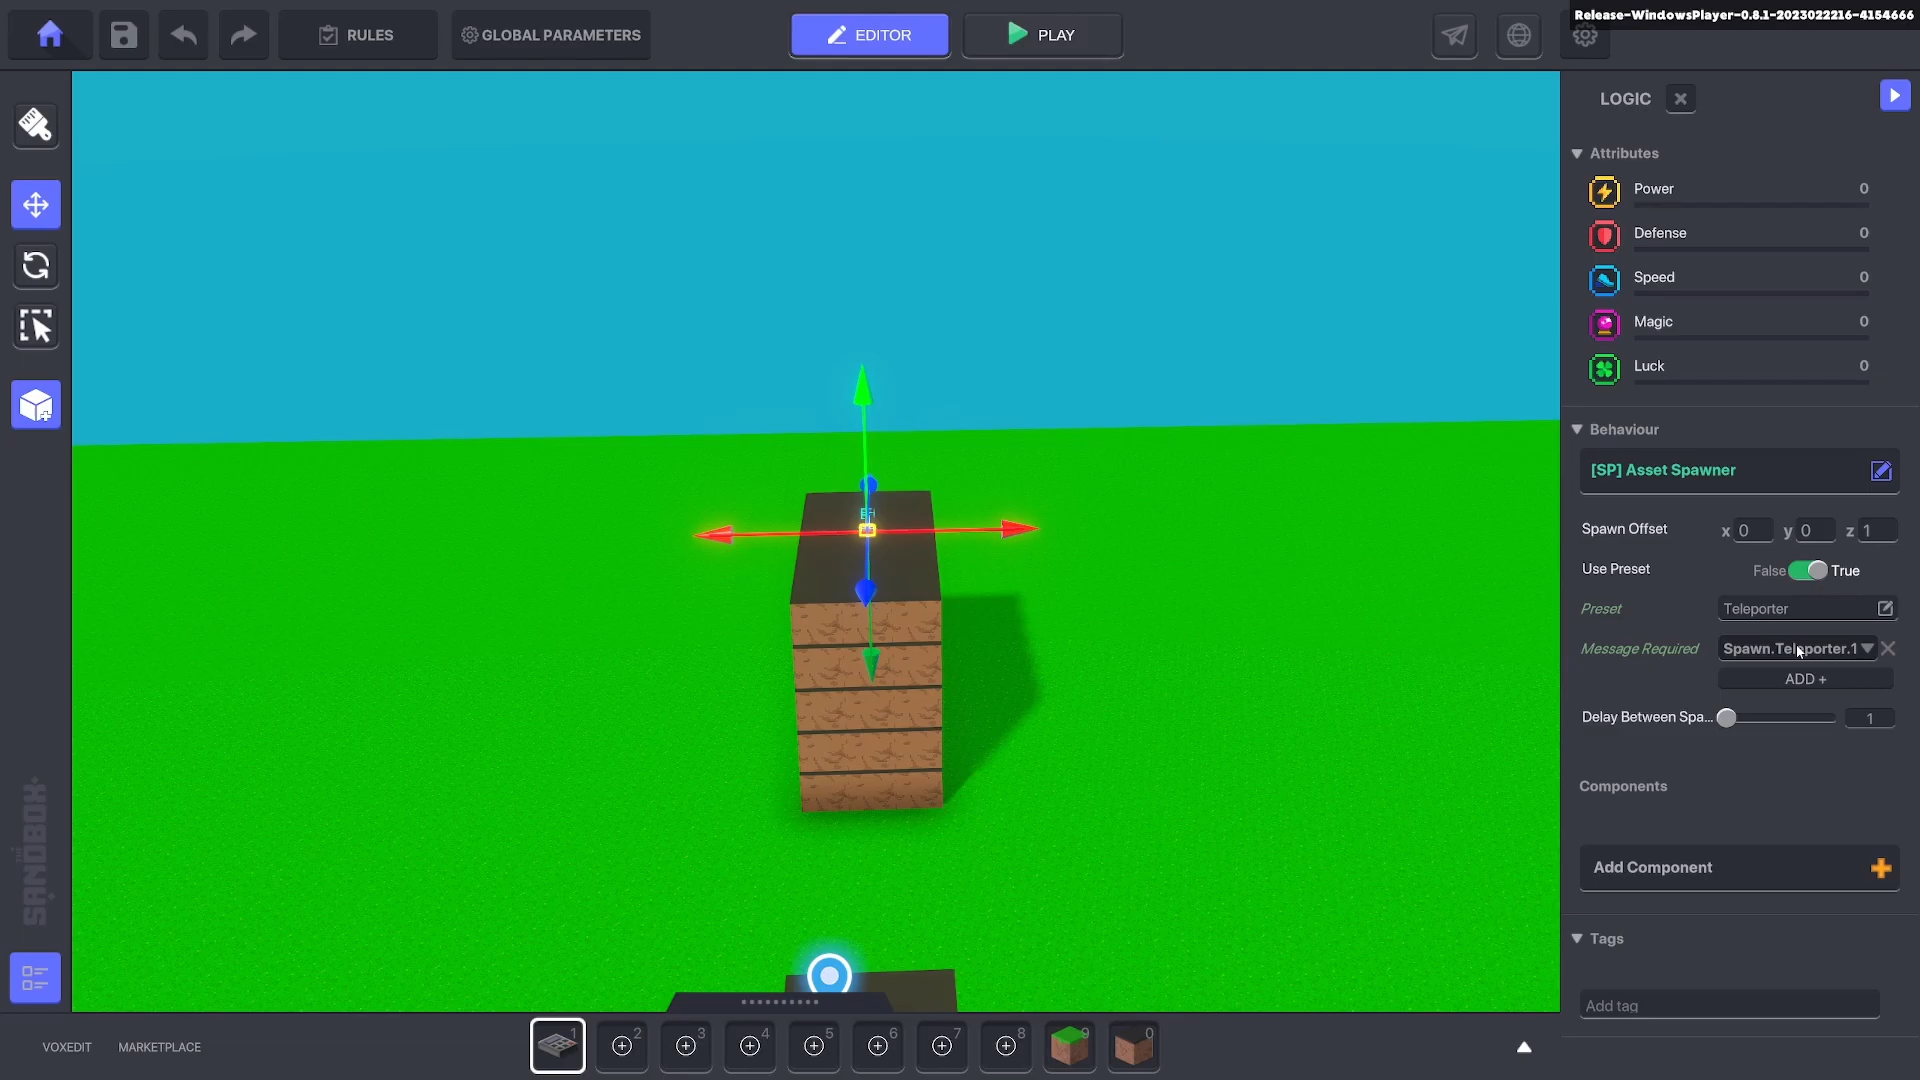 RULES
GLOBAL PARAMETERS
EDITOR
PLAY
Release-WindowsPlayer-0.8.1-2023022216-4154666
LOGIC
Attributes
Power 0
Defense 0
Speed 0
Magic 0
Luck 0
Behaviour
[SP] Asset Spawner
Spawn Offset x 0 y 0 z 1
Use Preset False True
Preset Teleporter
Message Required Spawn.Teleporter.1
ADD +
Delay Between Spa... 1
Components
Add Component
Tags
Add tag
THE SANDBOX
VOXEDIT
MARKETPLACE
1 2 3 4 5 6 7 8 9 0